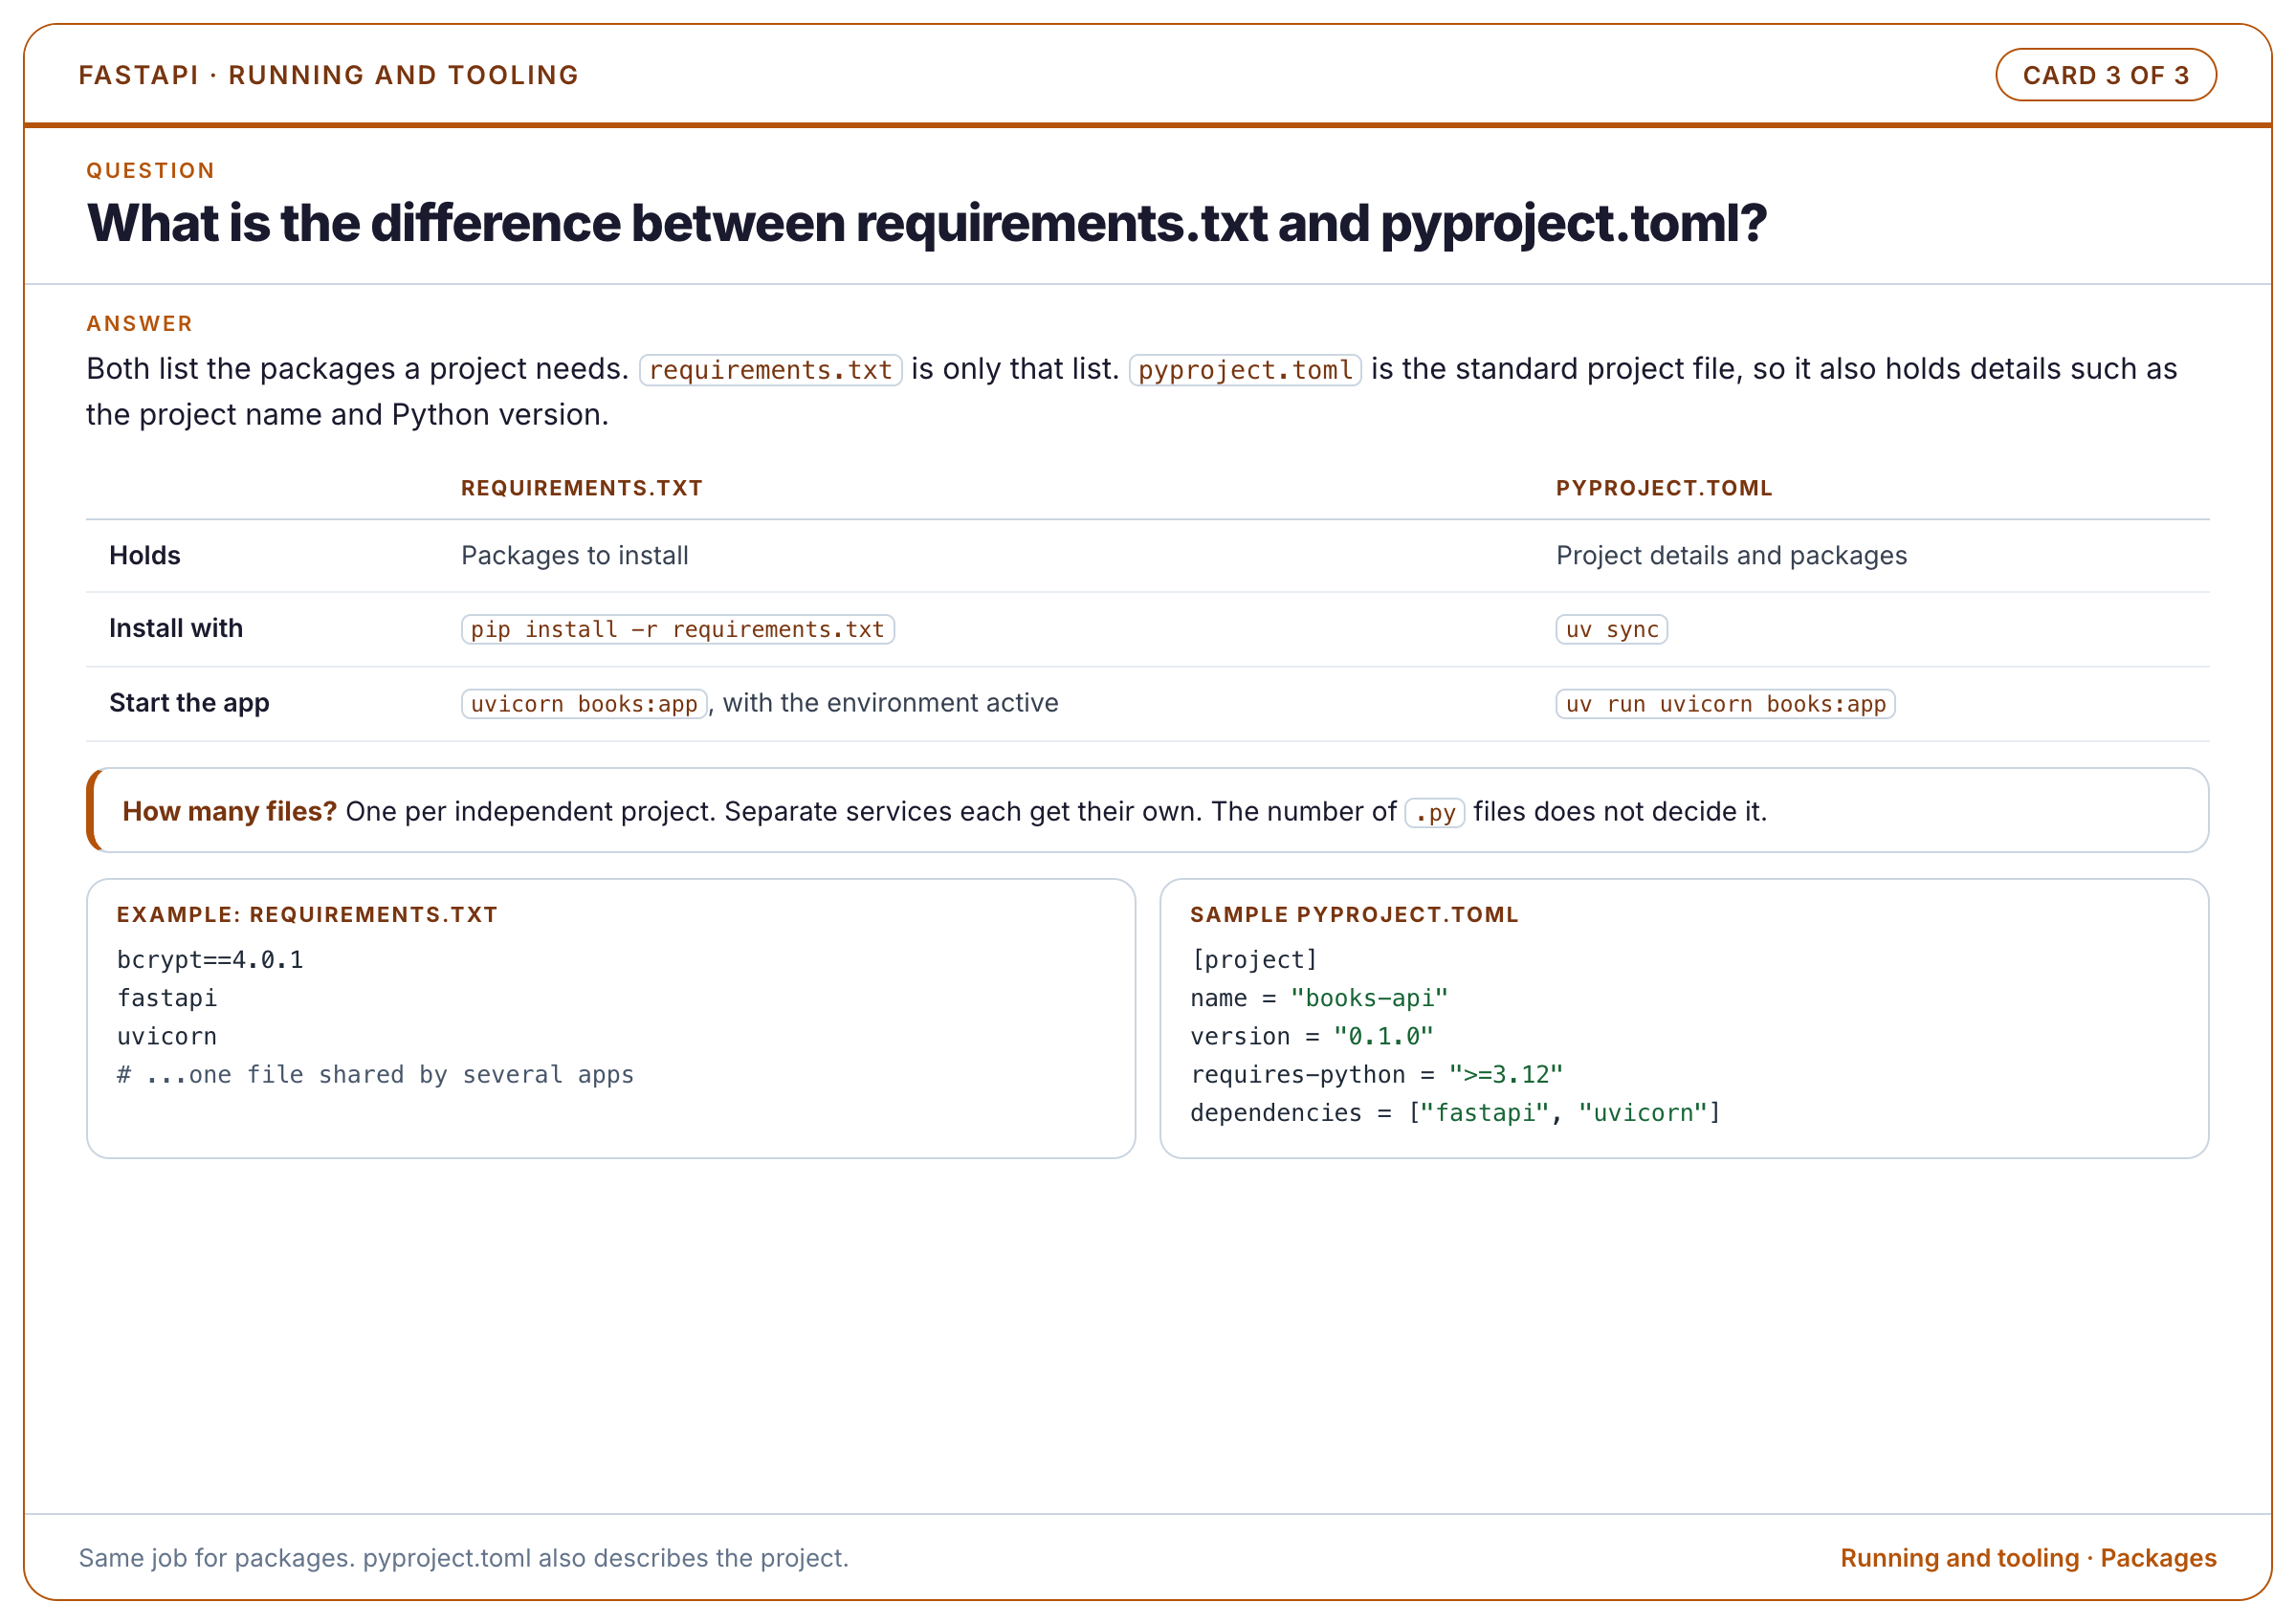 FASTAPI · RUNNING AND TOOLING
CARD 3 OF 3
QUESTION
What is the difference between requirements.txt and pyproject.toml?
ANSWER
Both list the packages a project needs. requirements.txt is only that list. pyproject.toml is the standard project file, so it also holds details such as
the project name and Python version.
REQUIREMENTS.TXT PYPROJECT.TOML
Holds Packages to install Project details and packages
Install with pip install -r requirements.txt uv sync
Start the app uvicorn books:app, with the environment active uv run uvicorn books:app
How many files? One per independent project. Separate services each get their own. The number of .py files does not decide it.
EXAMPLE: REQUIREMENTS.TXT
bcrypt==4.0.1
fastapi
uvicorn
# ...one file shared by several apps
SAMPLE PYPROJECT.TOML
[project]
name = "books-api"
version = "0.1.0"
requires-python = ">=3.12"
dependencies = ["fastapi", "uvicorn"]
Same job for packages. pyproject.toml also describes the project.
Running and tooling · Packages